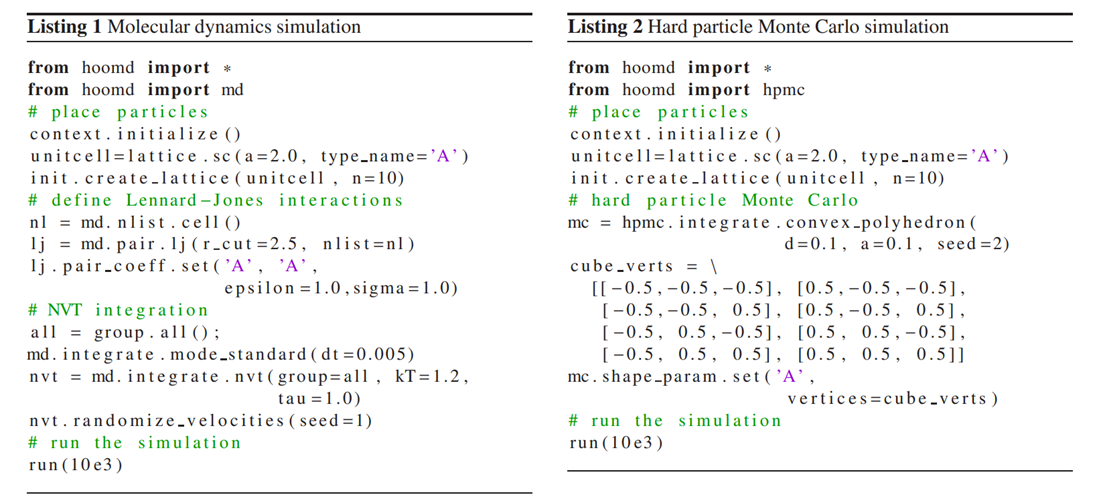 Listing 1 Molecular dynamics simulation
from hoomd import *
from hoomd import md
# place particles
context.initialize()
unitcell=lattice.sc(a=2.0, type_name='A')
init.create_lattice(unitcell, n=10)
# define Lennard-Jones interactions
nl = md.nlist.cell()
lj = md.pair.lj(r_cut=2.5, nlist=nl)
lj.pair_coeff.set('A', 'A',
epsilon=1.0,sigma=1.0)
# NVT integration
all = group.all();
md.integrate.mode_standard(dt=0.005)
nvt = md.integrate.nvt(group=all, kT=1.2,
tau=1.0)
nvt.randomize_velocities(seed=1)
# run the simulation
run(10e3)
Listing 2 Hard particle Monte Carlo simulation
from hoomd import *
from hoomd import hpmc
# place particles
context.initialize()
unitcell=lattice.sc(a=2.0, type_name='A')
init.create_lattice(unitcell, n=10)
# hard particle Monte Carlo
mc = hpmc.integrate.convex_polyhedron(
d=0.1, a=0.1, seed=2)
cube_verts = \
[[-0.5,-0.5,-0.5], [0.5,-0.5,-0.5],
[-0.5,-0.5, 0.5], [0.5,-0.5, 0.5],
[-0.5, 0.5,-0.5], [0.5, 0.5,-0.5],
[-0.5, 0.5, 0.5], [0.5, 0.5, 0.5]]
mc.shape_param.set('A',
vertices=cube_verts)
# run the simulation
run(10e3)